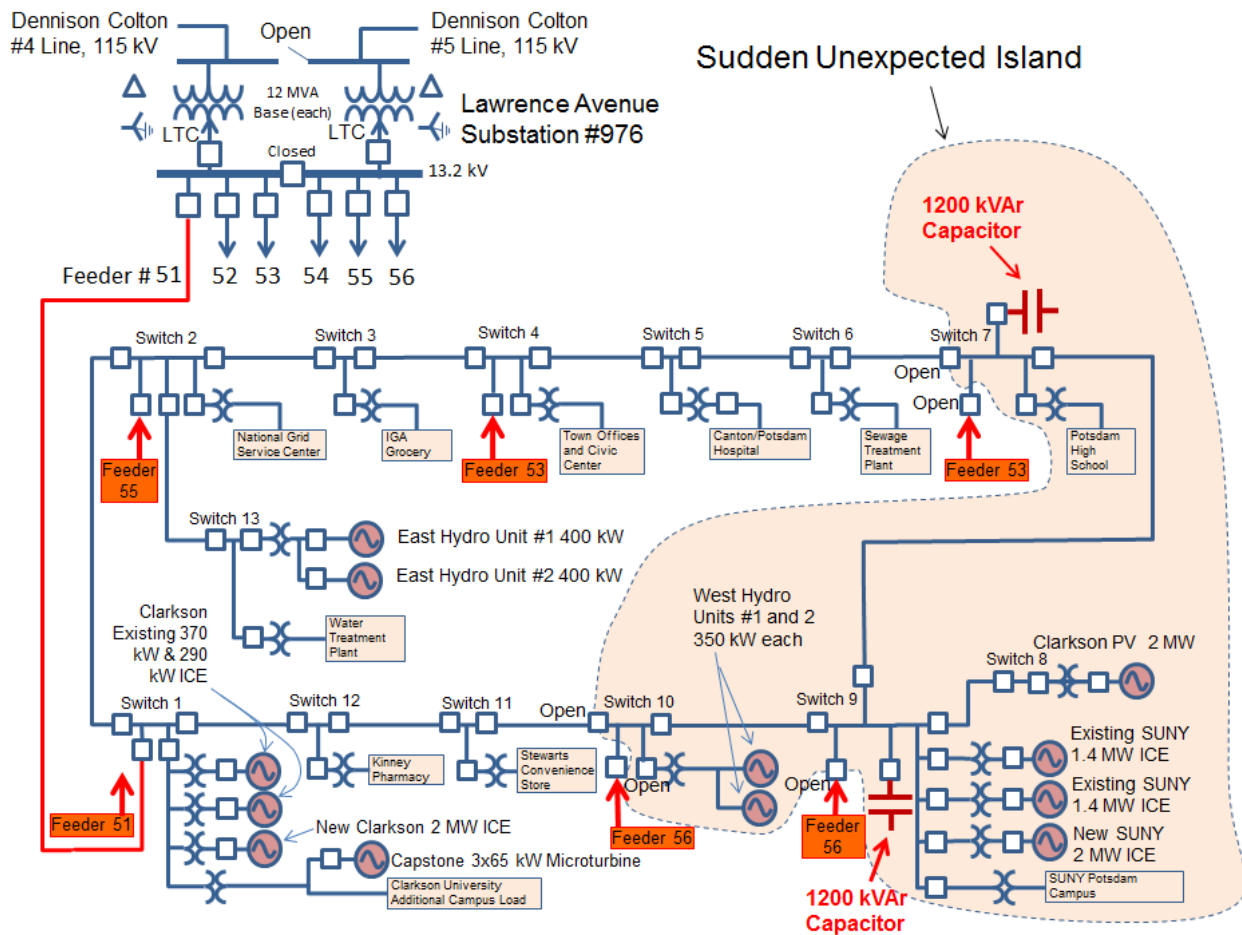 Dennison Colton
#4 Line, 115 kV
Open
Dennison Colton
#5 Line, 115 kV
Sudden Unexpected Island
12 MVA
Base (each)
LTC
LTC
Lawrence Avenue
Substation #976
Closed
13.2 kV
Feeder # 51
52
53
54
55
56
1200 kVAr
Capacitor
Switch 2
Switch 3
Switch 4
Switch 5
Switch 6
Switch 7
Open
Open
National Grid
Service Center
IGA
Grocery
Town Offices
and Civic
Center
Canton/Potsdam
Hospital
Sewage
Treatment
Plant
Potsdam
High
School
Feeder
55
Feeder 53
Feeder 53
Switch 13
East Hydro Unit #1 400 kW
East Hydro Unit #2 400 kW
Water
Treatment
Plant
Clarkson
Existing 370
kW & 290
kW ICE
West Hydro
Units #1 and 2
350 kW each
Clarkson PV 2 MW
Switch 8
Switch 1
Switch 12
Switch 11
Open
Switch 10
Switch 9
Existing SUNY
1.4 MW ICE
Existing SUNY
1.4 MW ICE
New SUNY
2 MW ICE
Kinney
Pharmacy
Stewarts
Convenience
Store
Open
Open
Feeder 51
Feeder 56
Feeder
56
New Clarkson 2 MW ICE
Capstone 3x65 kW Microturbine
Clarkson University
Additional Campus Load
SUNY Potsdam
Campus
1200 kVAr
Capacitor